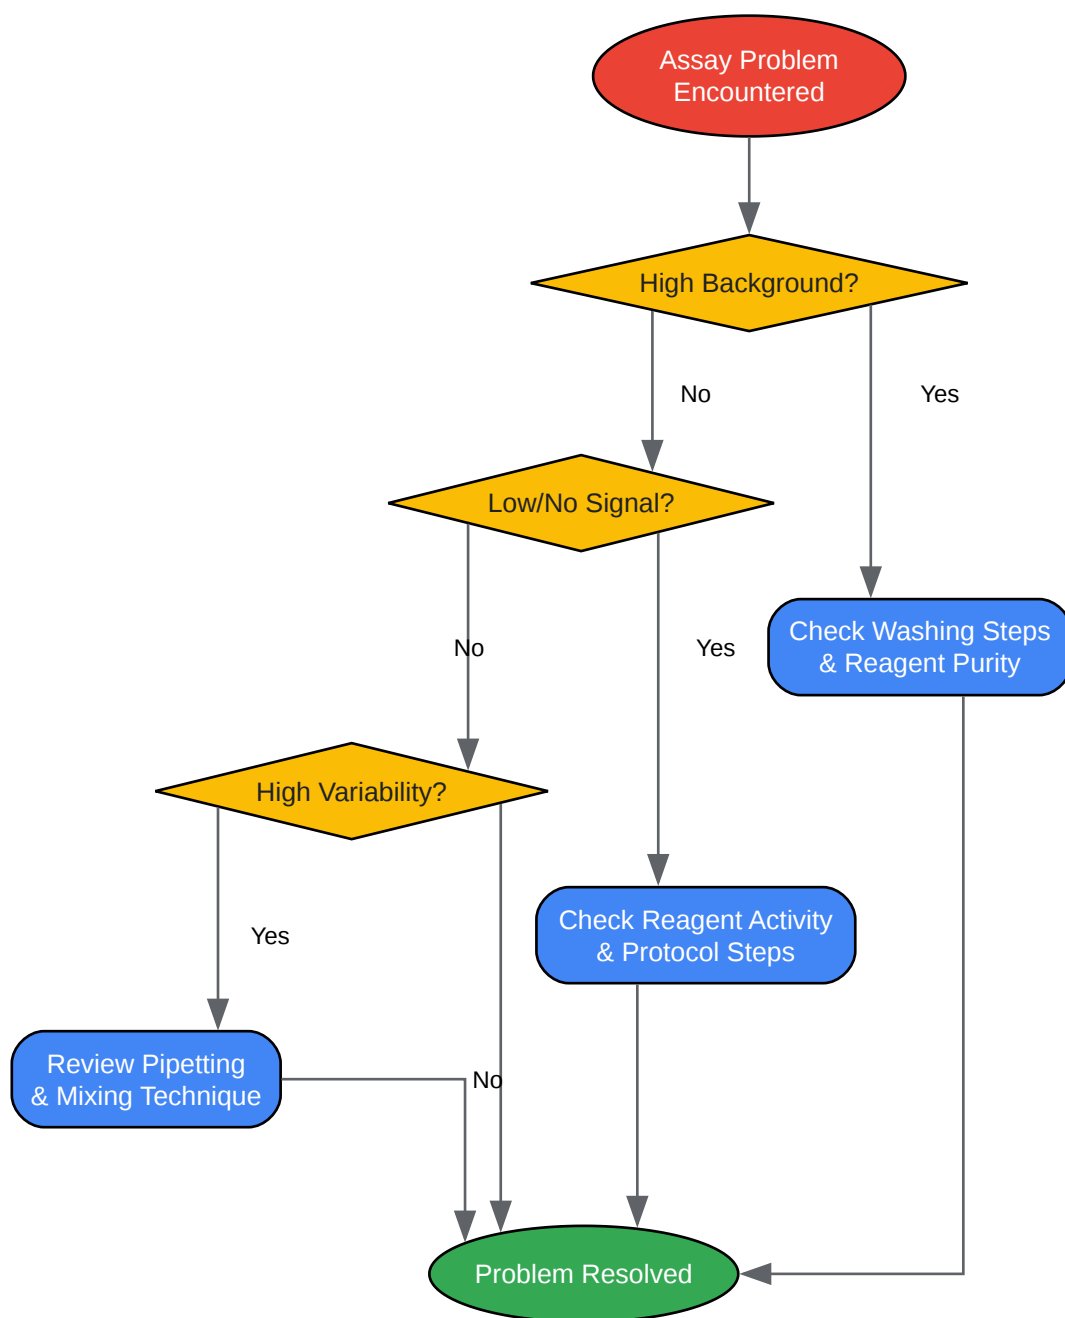 Assay Problem
Encountered
High Background?
No
Yes
Low/No Signal?
Check Washing Steps
& Reagent Purity
No
Yes
High Variability?
Check Reagent Activity
& Protocol Steps
Yes
Review Pipetting
& Mixing Technique
No
Problem Resolved